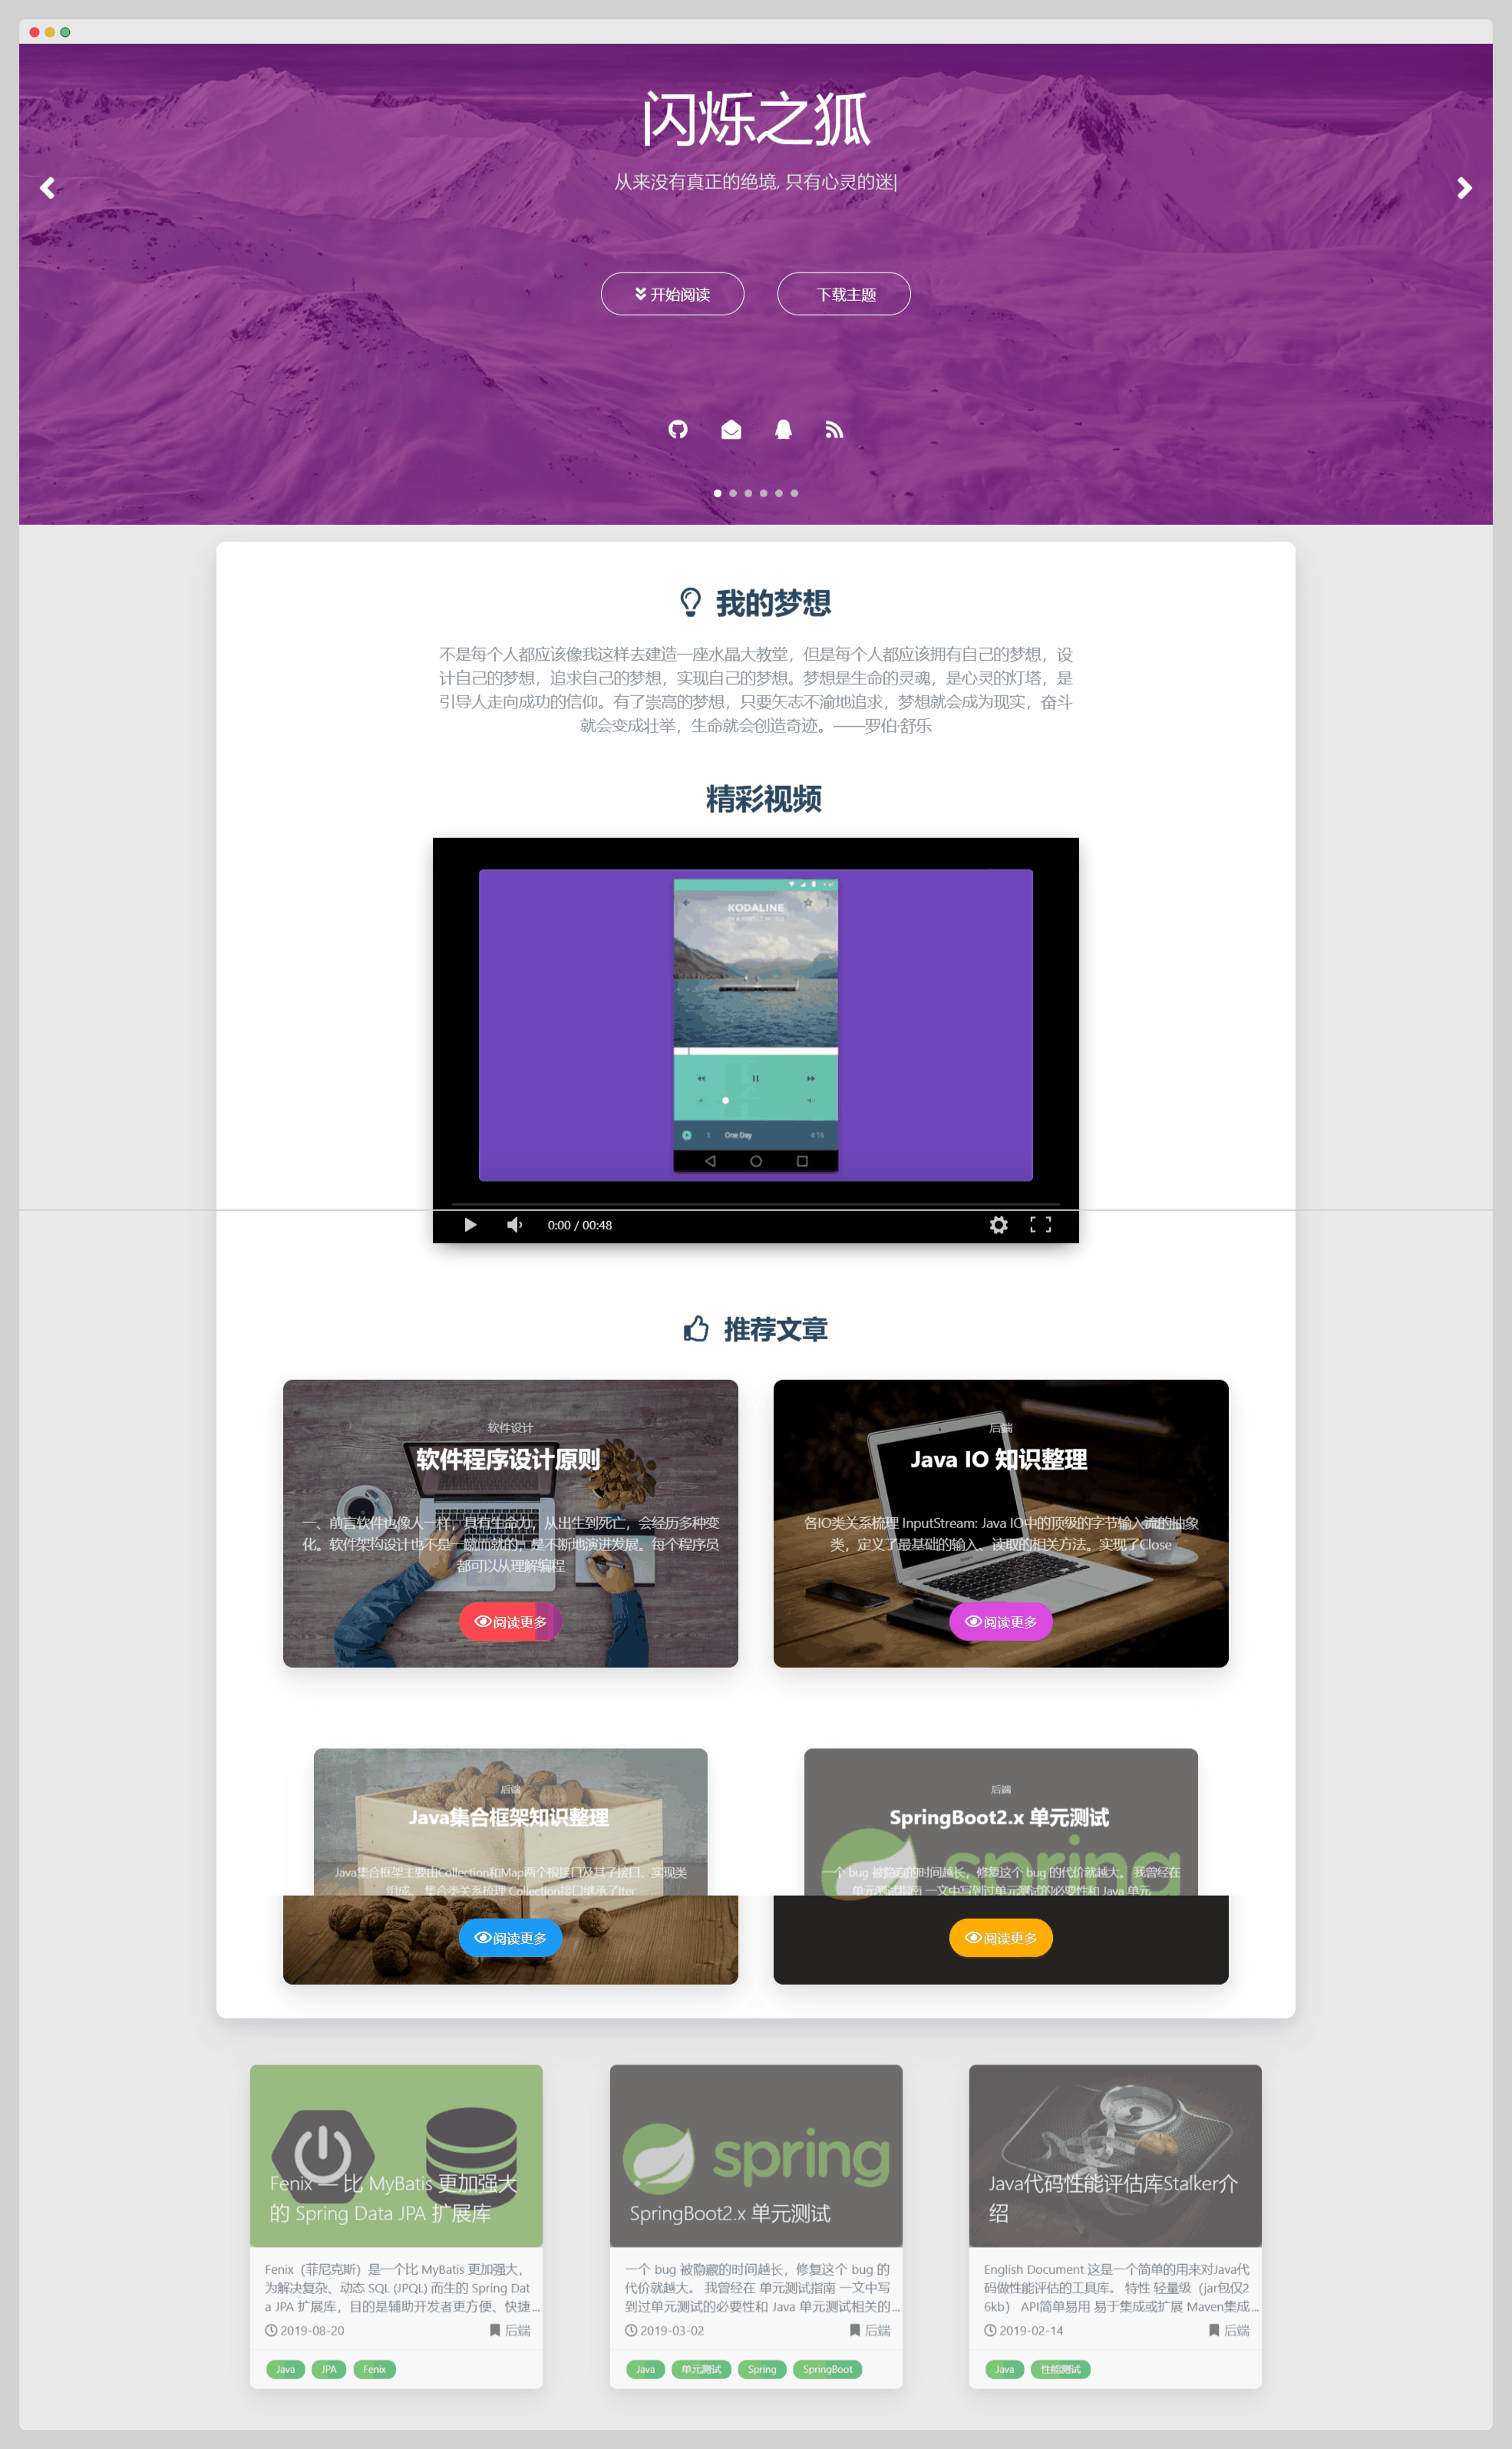 闪烁之狐
从来没有真正的绝境, 只有心灵的迷|
开始阅读
下载主题
我的梦想
不是每个人都应该像我这样去建造一座水晶大教堂，但是每个人都应该拥有自己的梦想，设
计自己的梦想，追求自己的梦想，实现自己的梦想。梦想是生命的灵魂，是心灵的灯塔，是
引导人走向成功的信仰。有了崇高的梦想，只要矢志不渝地追求，梦想就会成为现实，奋斗
就会变成壮举，生命就会创造奇迹。——罗伯·舒乐
精彩视频
KODALINE
1 One Day 4:15
0:00 / 00:48
推荐文章
软件设计
软件程序设计原则
一、前言软件也像人一样，具有生命力，从出生到死亡，会经历多种变
化。软件架构设计也不是一蹴而就的，是不断地演进发展。每个程序员
都可以从理解编程
阅读更多
后端
Java IO 知识整理
各IO类关系梳理 InputStream: Java IO中的顶级的字节输入流的抽象
类，定义了最基础的输入、读取的相关方法。实现了Close
阅读更多
后端
Java集合框架知识整理
Java集合框架主要由Collection和Map两个根接口及其子接口、实现类
组成。 集合类关系梳理 Collection接口继承了Iter
阅读更多
后端
SpringBoot2.x 单元测试
spring
一个 bug 被隐藏的时间越长，修复这个 bug 的代价就越大。 我曾经在
单元测试指南 一文中写到过单元测试的必要性和 Java 单元
阅读更多
Fenix — 比 MyBatis 更加强大
的 Spring Data JPA 扩展库
Fenix（菲尼克斯）是一个比 MyBatis 更加强大，
为解决复杂、动态 SQL (JPQL) 而生的 Spring Dat
a JPA 扩展库，目的是辅助开发者更方便、快捷...
2019-08-20 后端
Java JPA Fenix
spring
SpringBoot2.x 单元测试
一个 bug 被隐藏的时间越长，修复这个 bug 的
代价就越大。 我曾经在 单元测试指南 一文中写
到过单元测试的必要性和 Java 单元测试相关的...
2019-03-02 后端
Java 单元测试 Spring SpringBoot
Java代码性能评估库Stalker介
绍
English Document 这是一个简单的用来对Java代
码做性能评估的工具库。 特性 轻量级（jar包仅2
6kb） API简单易用 易于集成或扩展 Maven集成...
2019-02-14 后端
Java 性能测试